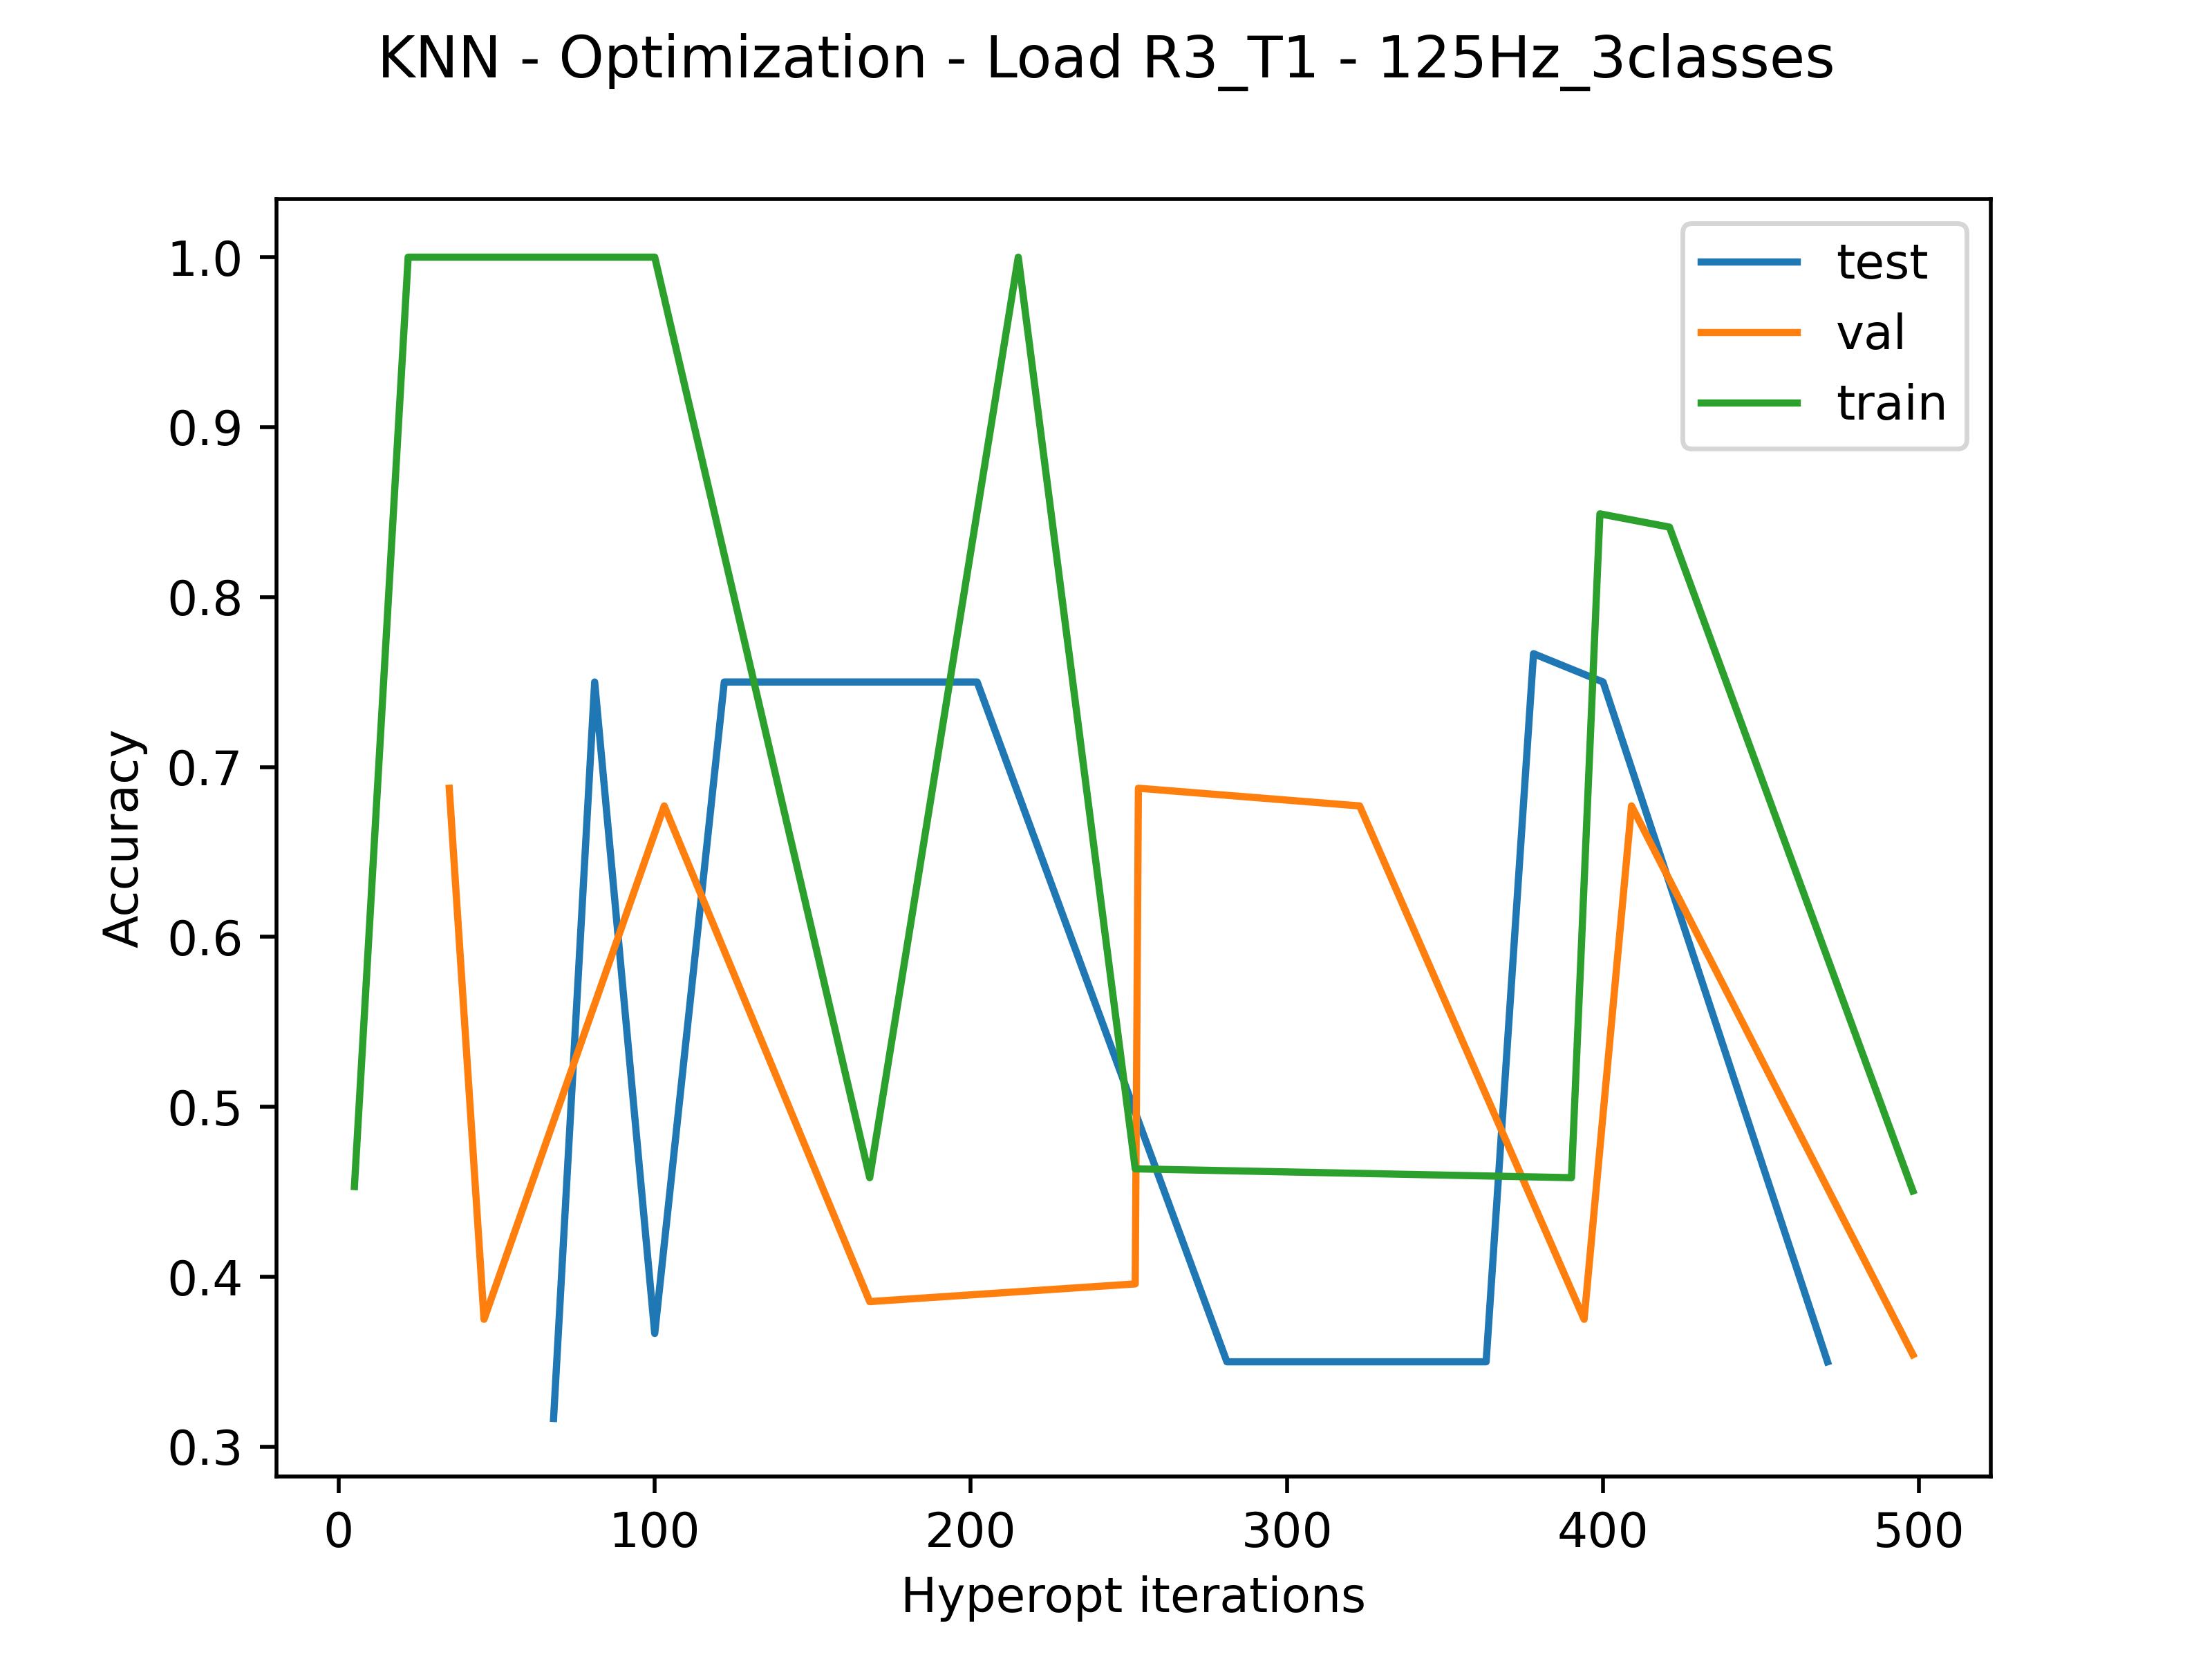 KNN - Optimization - Load R3_T1 - 125Hz_3classes
test
val
train
1.0
0.9
0.8
0.7
0.6
0.5
0.4
0.3
Accuracy
0 100 200 300 400 500
Hyperopt iterations